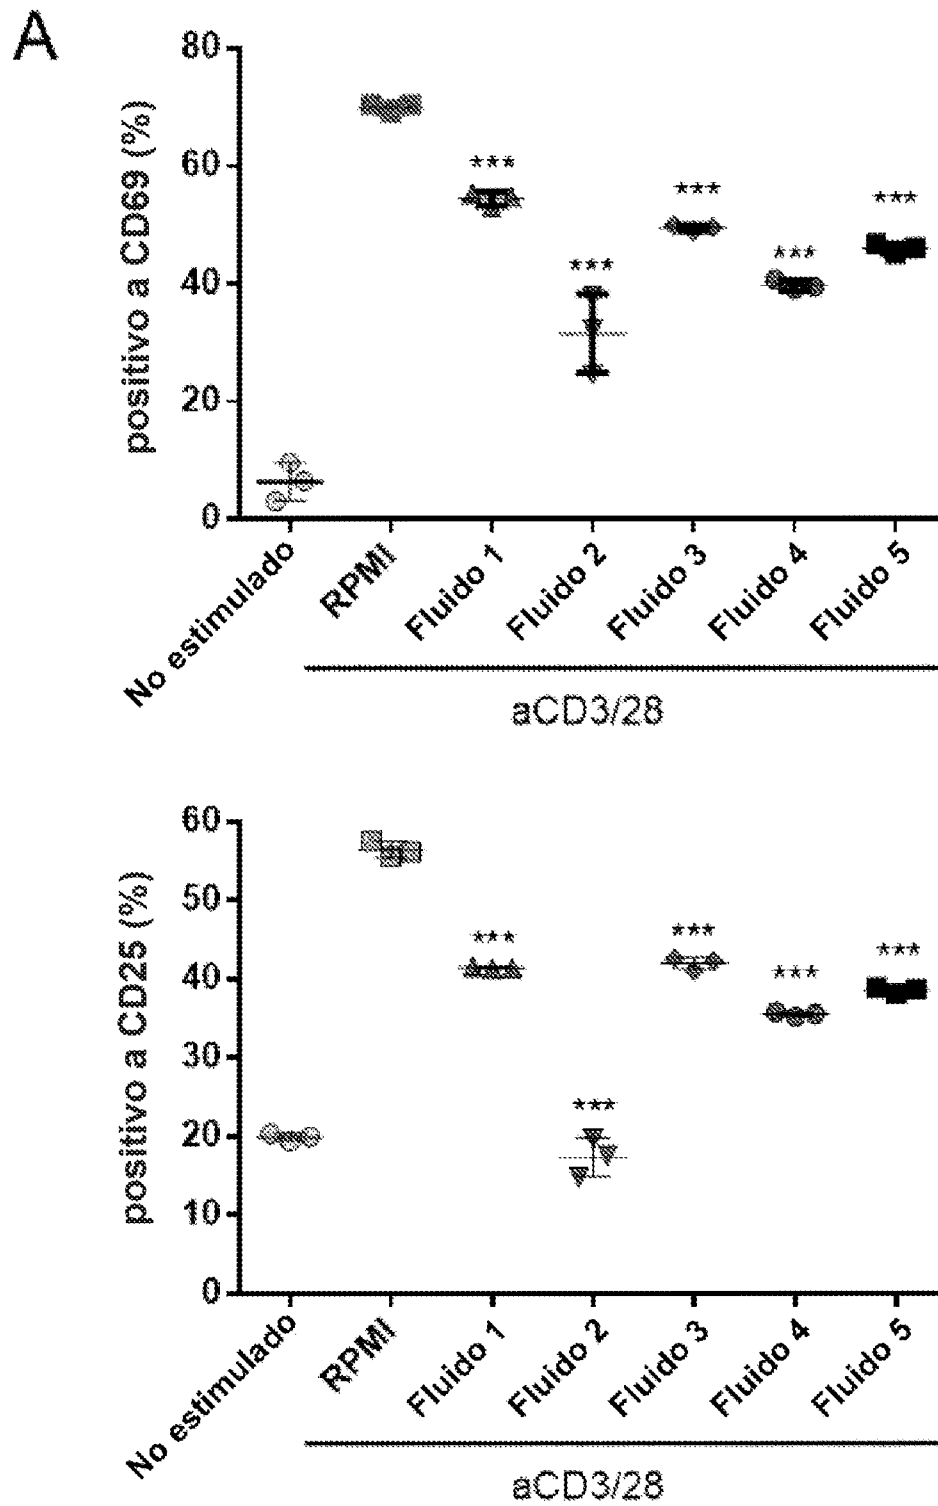 A
positivo a CD69 (%)
80
60
40
20
0
***
***
***
***
***
No estimulado
RPMI
Fluido 1
Fluido 2
Fluido 3
Fluido 4
Fluido 5
aCD3/28
positivo a CD25 (%)
60
50
40
30
20
10
0
***
***
***
***
***
No estimulado
RPMI
Fluido 1
Fluido 2
Fluido 3
Fluido 4
Fluido 5
aCD3/28